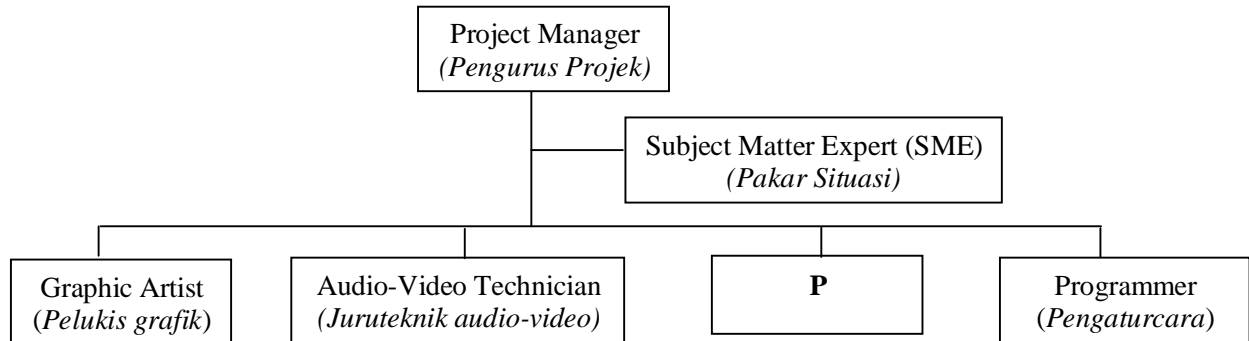 Project Manager
(Pengurus Projek)
Subject Matter Expert (SME)
(Pakar Situasi)
Graphic Artist
(Pelukis grafik)
Audio-Video Technician
(Juruteknik audio-video)
P
Programmer
(Pengaturcara)